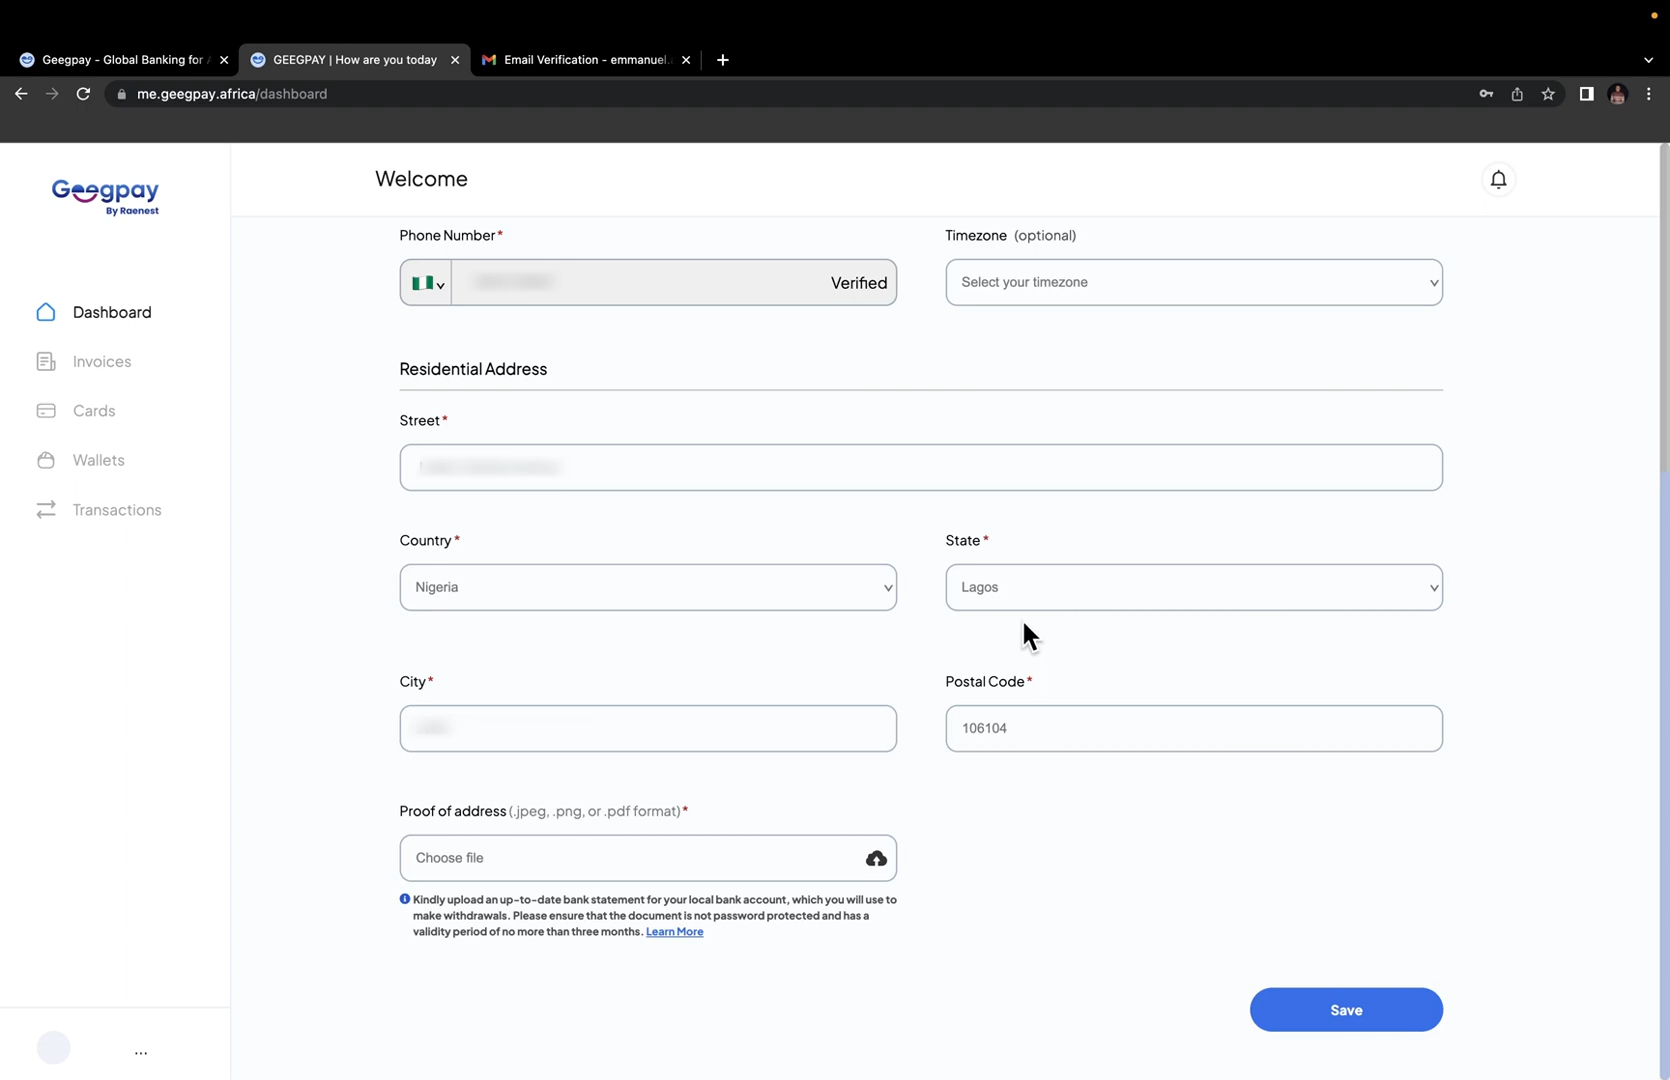 Geegpay - Global Banking for
GEEGPAY | How are you today
Email Verification - emmanuel.
me.geegpay.africa/dashboard
Geegpay
By Raenest
Welcome
Dashboard
Invoices
Cards
Wallets
Transactions
...
Phone Number*
Timezone (optional)
Verified
Select your timezone
Residential Address
Street*
Country *
State *
Nigeria
Lagos
City*
Postal Code*
106104
Proof of address (.jpeg, .png, or .pdf format)*
Choose file
Kindly upload an up-to-date bank statement for your local bank account, which you will use to
make withdrawals. Please ensure that the document is not password protected and has a
validity period of no more than three months. Learn More
Save